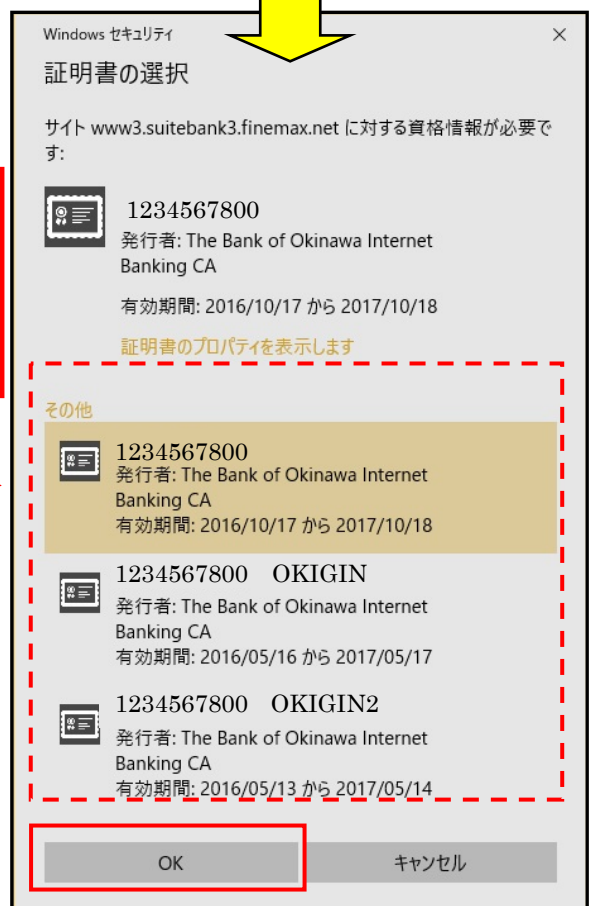 Windows セキュリティ
証明書の選択
サイト www3.suitebank3.finemax.net に対する資格情報が必要で
す:
1234567800
発行者: The Bank of Okinawa Internet
Banking CA
有効期間: 2016/10/17 から 2017/10/18
証明書のプロパティを表示します
その他
1234567800
発行者: The Bank of Okinawa Internet
Banking CA
有効期間: 2016/10/17 から 2017/10/18
1234567800　OKIGIN
発行者: The Bank of Okinawa Internet
Banking CA
有効期間: 2016/05/16 から 2017/05/17
1234567800　OKIGIN2
発行者: The Bank of Okinawa Internet
Banking CA
有効期間: 2016/05/13 から 2017/05/14
OK
キャンセル